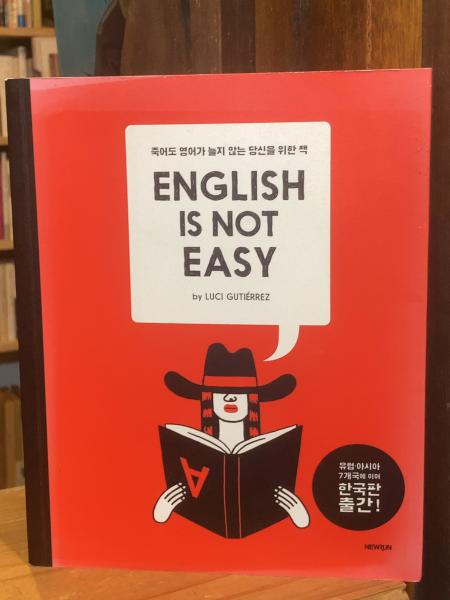 죽어도 영어가 늘지 않는 당신을 위한 책
ENGLISH
IS NOT
EASY
by LUCI GUTIÉRREZ
A
유럽·아시아
7개국에 이어
한국판
출간!
NEWRUN